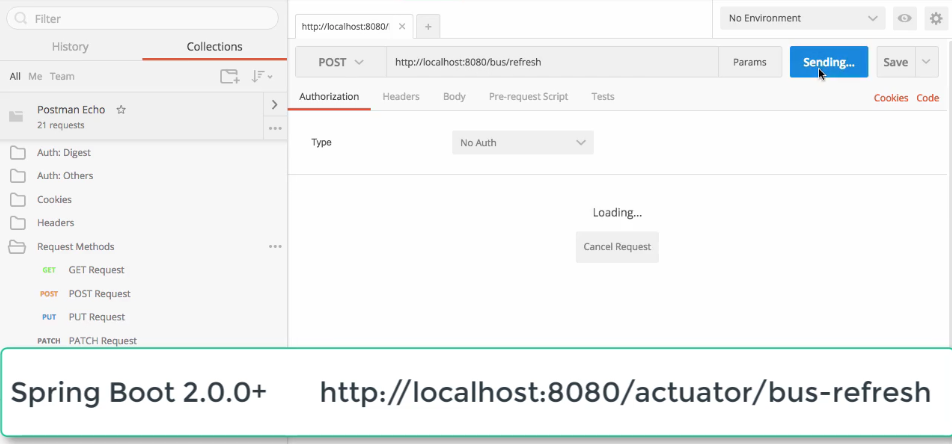 Filter
History Collections
All Me Team
Postman Echo
21 requests
Auth: Digest
Auth: Others
Cookies
Headers
Request Methods
GET GET Request
POST POST Request
PUT PUT Request
PATCH PATCH Request
http://localhost:8080/
No Environment
POST http://localhost:8080/bus/refresh Params Sending... Save
Authorization Headers Body Pre-request Script Tests Cookies Code
Type No Auth
Loading...
Cancel Request
Spring Boot 2.0.0+ http://localhost:8080/actuator/bus-refresh